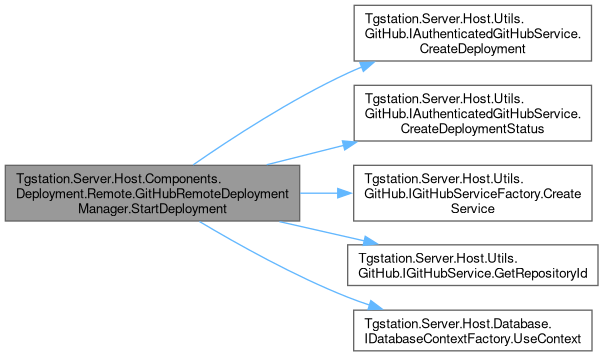 Tgstation.Server.Host.Utils.
GitHub.IAuthenticatedGitHubService.
CreateDeployment
Tgstation.Server.Host.Utils.
GitHub.IAuthenticatedGitHubService.
CreateDeploymentStatus
Tgstation.Server.Host.Components.
Deployment.Remote.GitHubRemoteDeployment
Manager.StartDeployment
Tgstation.Server.Host.Utils.
GitHub.IGitHubServiceFactory.Create
Service
Tgstation.Server.Host.Utils.
GitHub.IGitHubService.GetRepositoryId
Tgstation.Server.Host.Database.
IDatabaseContextFactory.UseContext